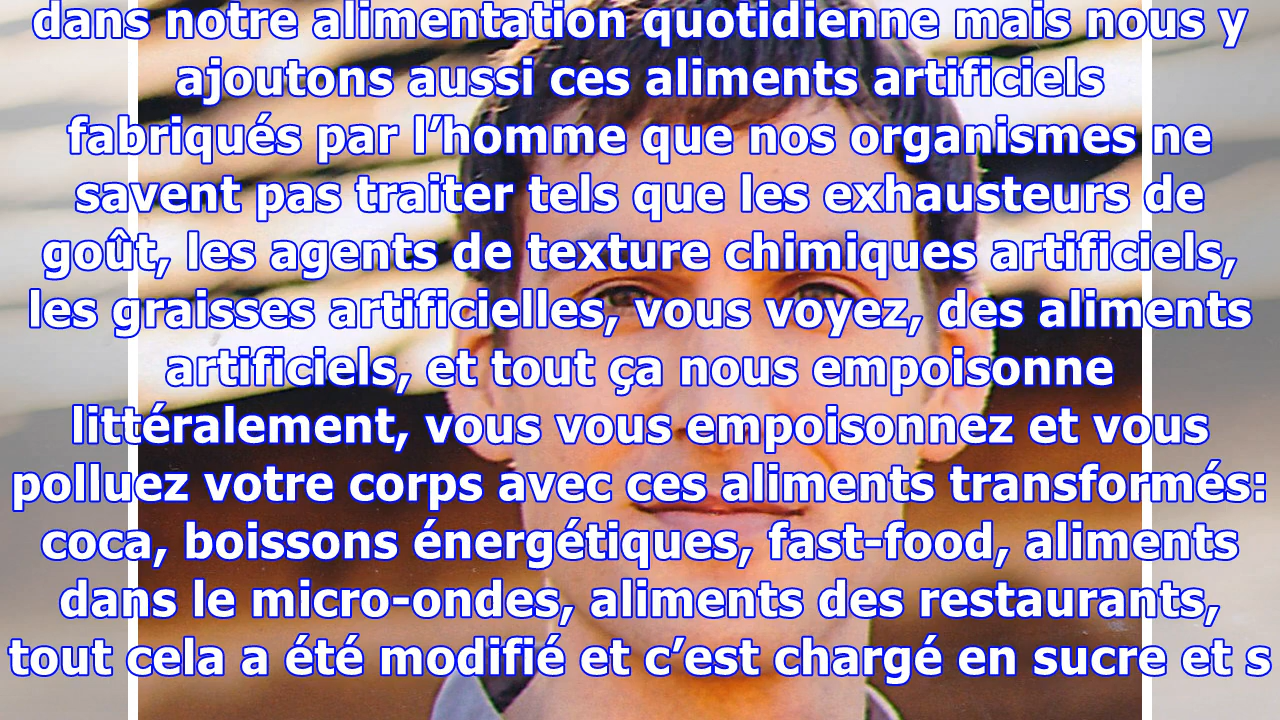 dans notre alimentation quotidienne mais nous y
ajoutons aussi ces aliments artificiels
fabriqués par l’homme que nos organismes ne
savent pas traiter tels que les exhausteurs de
goût, les agents de texture chimiques artificiels,
les graisses artificielles, vous voyez, des aliments
artificiels, et tout ça nous empoisonne
littéralement, vous vous empoisonnez et vous
polluez votre corps avec ces aliments transformés:
coca, boissons énergétiques, fast-food, aliments
dans le micro-ondes, aliments des restaurants,
tout cela a été modifié et c’est chargé en sucre et s